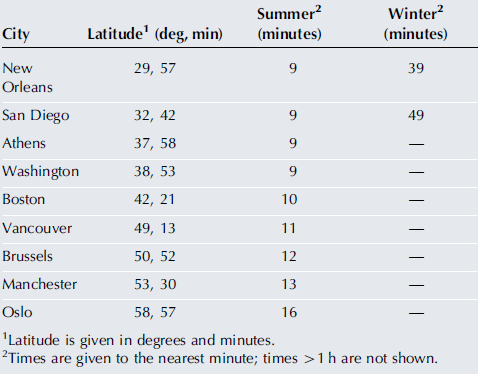 City Latitude¹ (deg, min) Summer² (minutes) Winter² (minutes)
New Orleans 29, 57 9 39
San Diego 32, 42 9 49
Athens 37, 58 9 —
Washington 38, 53 9 —
Boston 42, 21 10 —
Vancouver 49, 13 11 —
Brussels 50, 52 12 —
Manchester 53, 30 13 —
Oslo 58, 57 16 —
¹Latitude is given in degrees and minutes.
²Times are given to the nearest minute; times >1 h are not shown.